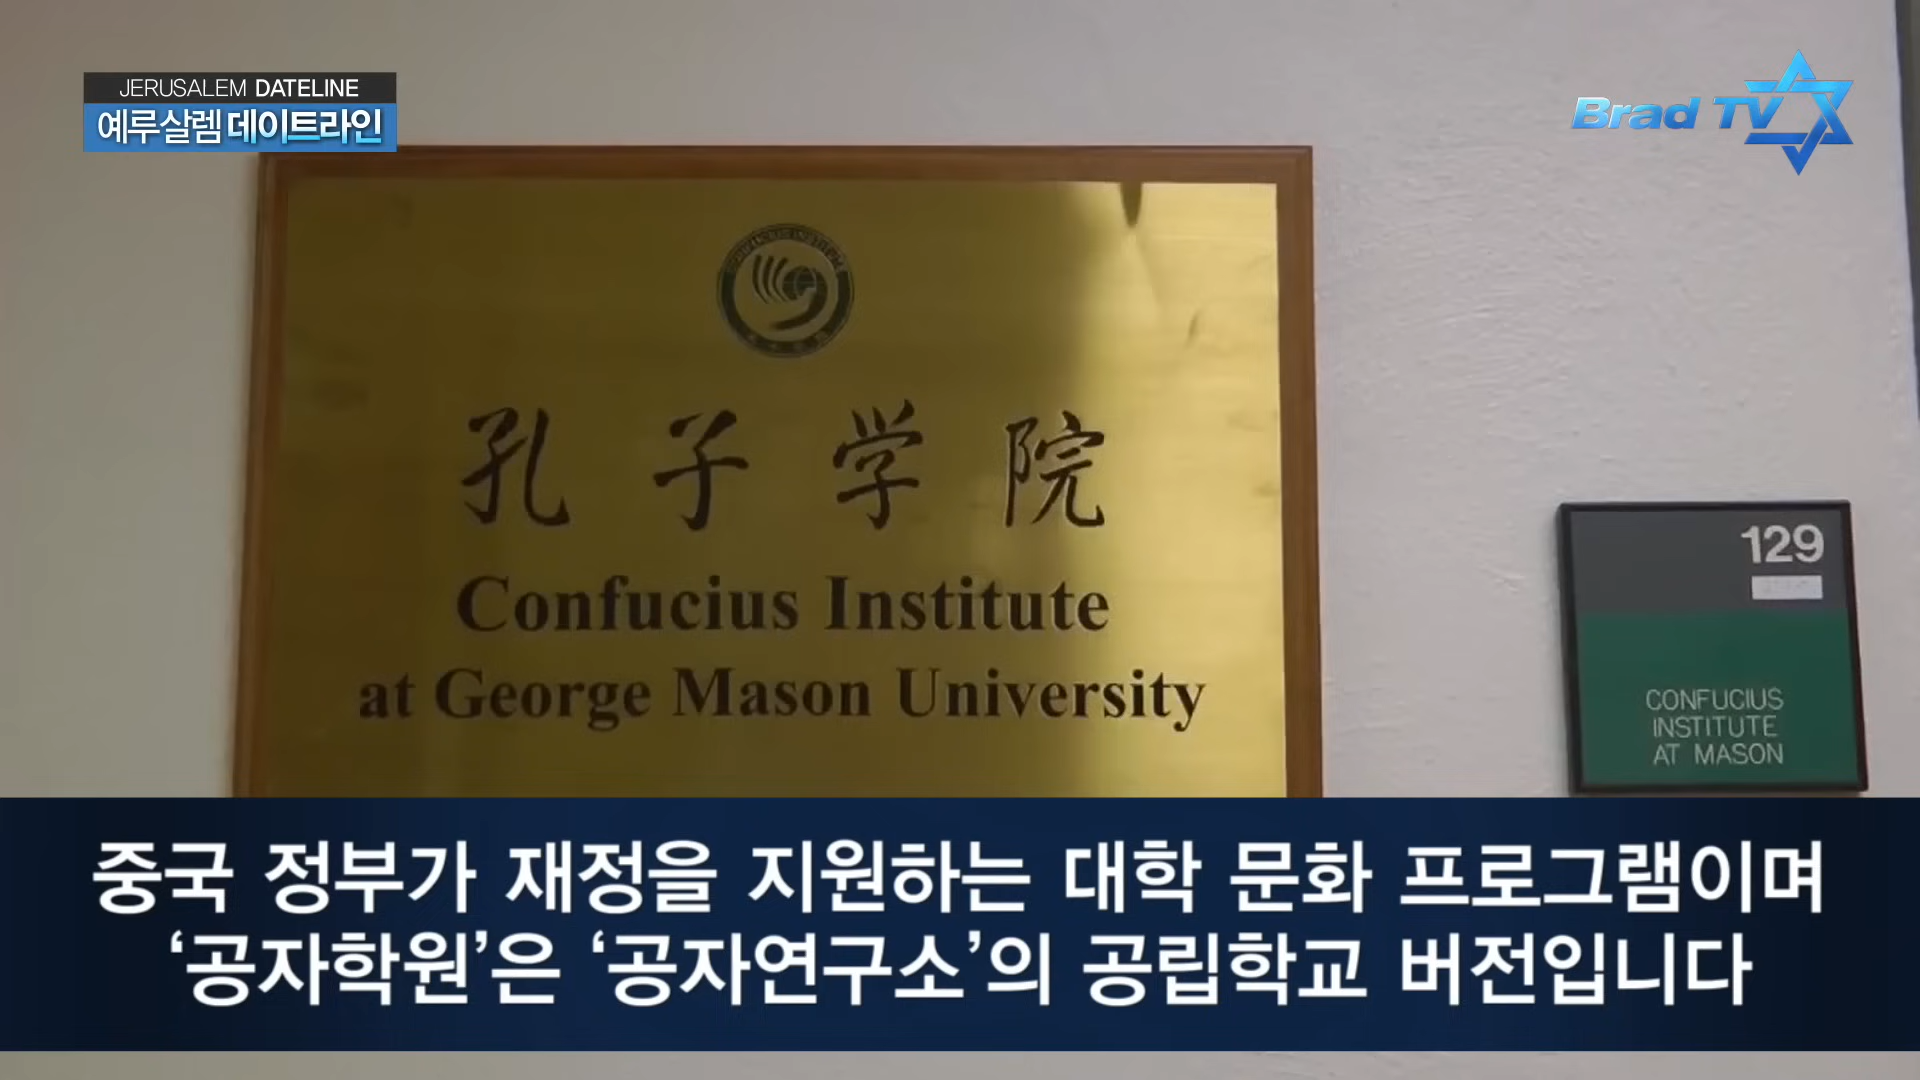 JERUSALEM DATELINE
예루살렘 데이트라인
Brad TV
孔子学院
Confucius Institute
at George Mason University
129
CONFUCIUS
INSTITUTE
AT MASON
중국 정부가 재정을 지원하는 대학 문화 프로그램이며
‘공자학원’은 ‘공자연구소’의 공립학교 버전입니다